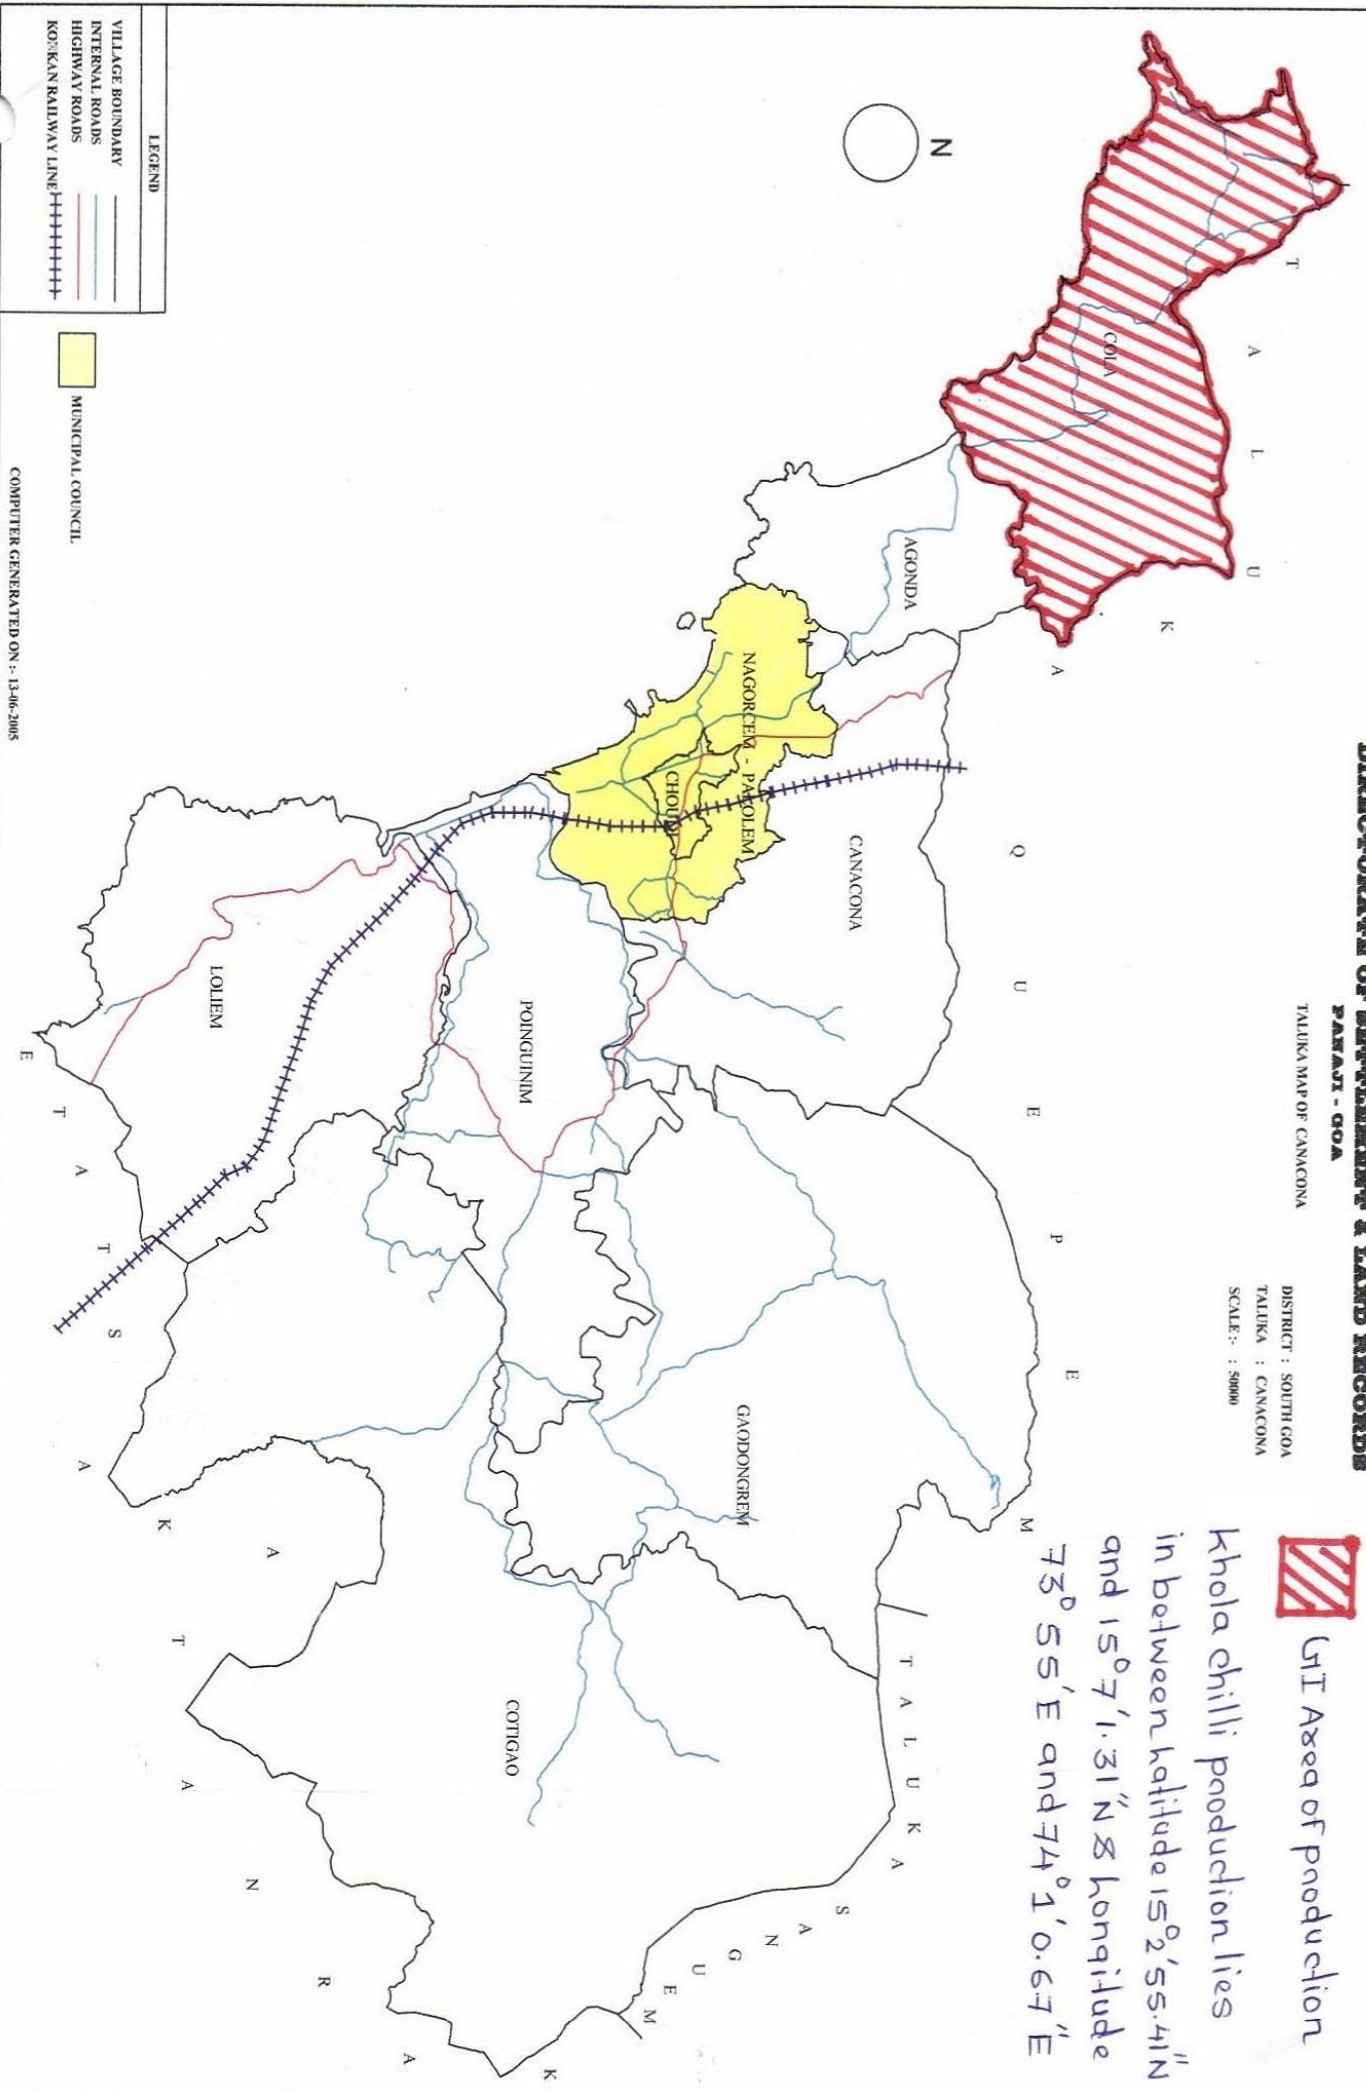 DIRECTORATE OF SETTLEMENT & LAND RECORDS
PANAJI - GOA
TALUKA MAP OF CANACONA
DISTRICT : SOUTH GOA
TALUKA : CANACONA
SCALE :- : 50000
GI Area of production
Khola chilli production lies
in between latitude 15° 2' 55.41" N
and 15° 7' 1.31" N & longitude
73° 55' E and 74° 1' 0.67" E
N
T A L U K A
Q U E P E M
T A L U K A
S A N G U E M
K A R N A T A K A
S T A T E
COLA
AGONDA
NAGORCEM - PALOLEM
CANACONA
POINGUINIM
LOLIEM
GAODONGREM
COTIGAO
LEGEND
VILLAGE BOUNDARY
INTERNAL ROADS
HIGHWAY ROADS
KONKAN RAILWAY LINE
MUNICIPAL COUNCIL
COMPUTER GENERATED ON :- 13-06-2005